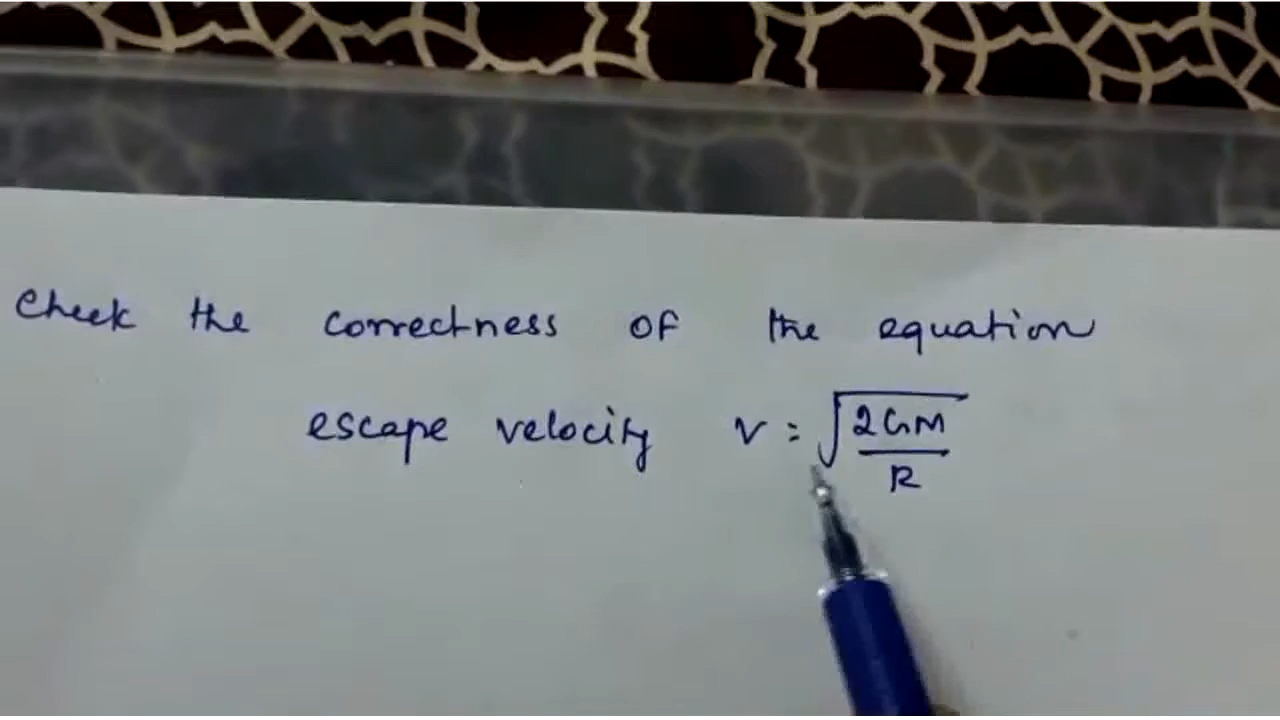 Check the correctness of the equation
escape velocity v = √(2GM/R)